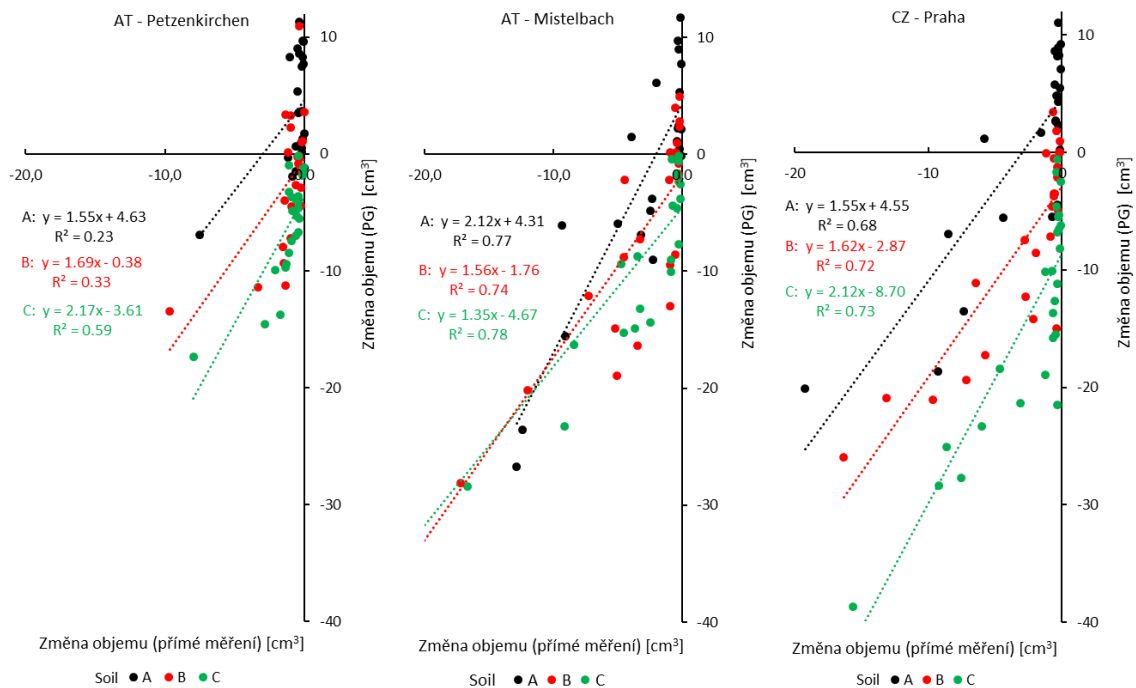 AT - Petzenkirchen
10
0
-20,0
-10,0
0,0
-10
-20
-30
-40
A: y = 1.55x + 4.63
R² = 0.23
B: y = 1.69x - 0.38
R² = 0.33
C: y = 2.17x - 3.61
R² = 0.59
Změna objemu (PG) [cm³]
Změna objemu (přímé měření) [cm³]
Soil A B C
AT - Mistelbach
10
0
-20,0
-10,0
0,0
-10
-20
-30
-40
A: y = 2.12x + 4.31
R² = 0.77
B: y = 1.56x - 1.76
R² = 0.74
C: y = 1.35x - 4.67
R² = 0.78
Změna objemu (PG) [cm³]
Změna objemu (přímé měření) [cm³]
Soil A B C
CZ - Praha
10
0
-20,0
-10,0
0,0
-10
-20
-30
-40
A: y = 1.55x + 4.55
R² = 0.68
B: y = 1.62x - 2.87
R² = 0.72
C: y = 2.12x - 8.70
R² = 0.73
Změna objemu (PG) [cm³]
Změna objemu (přímé měření) [cm³]
Soil A B C